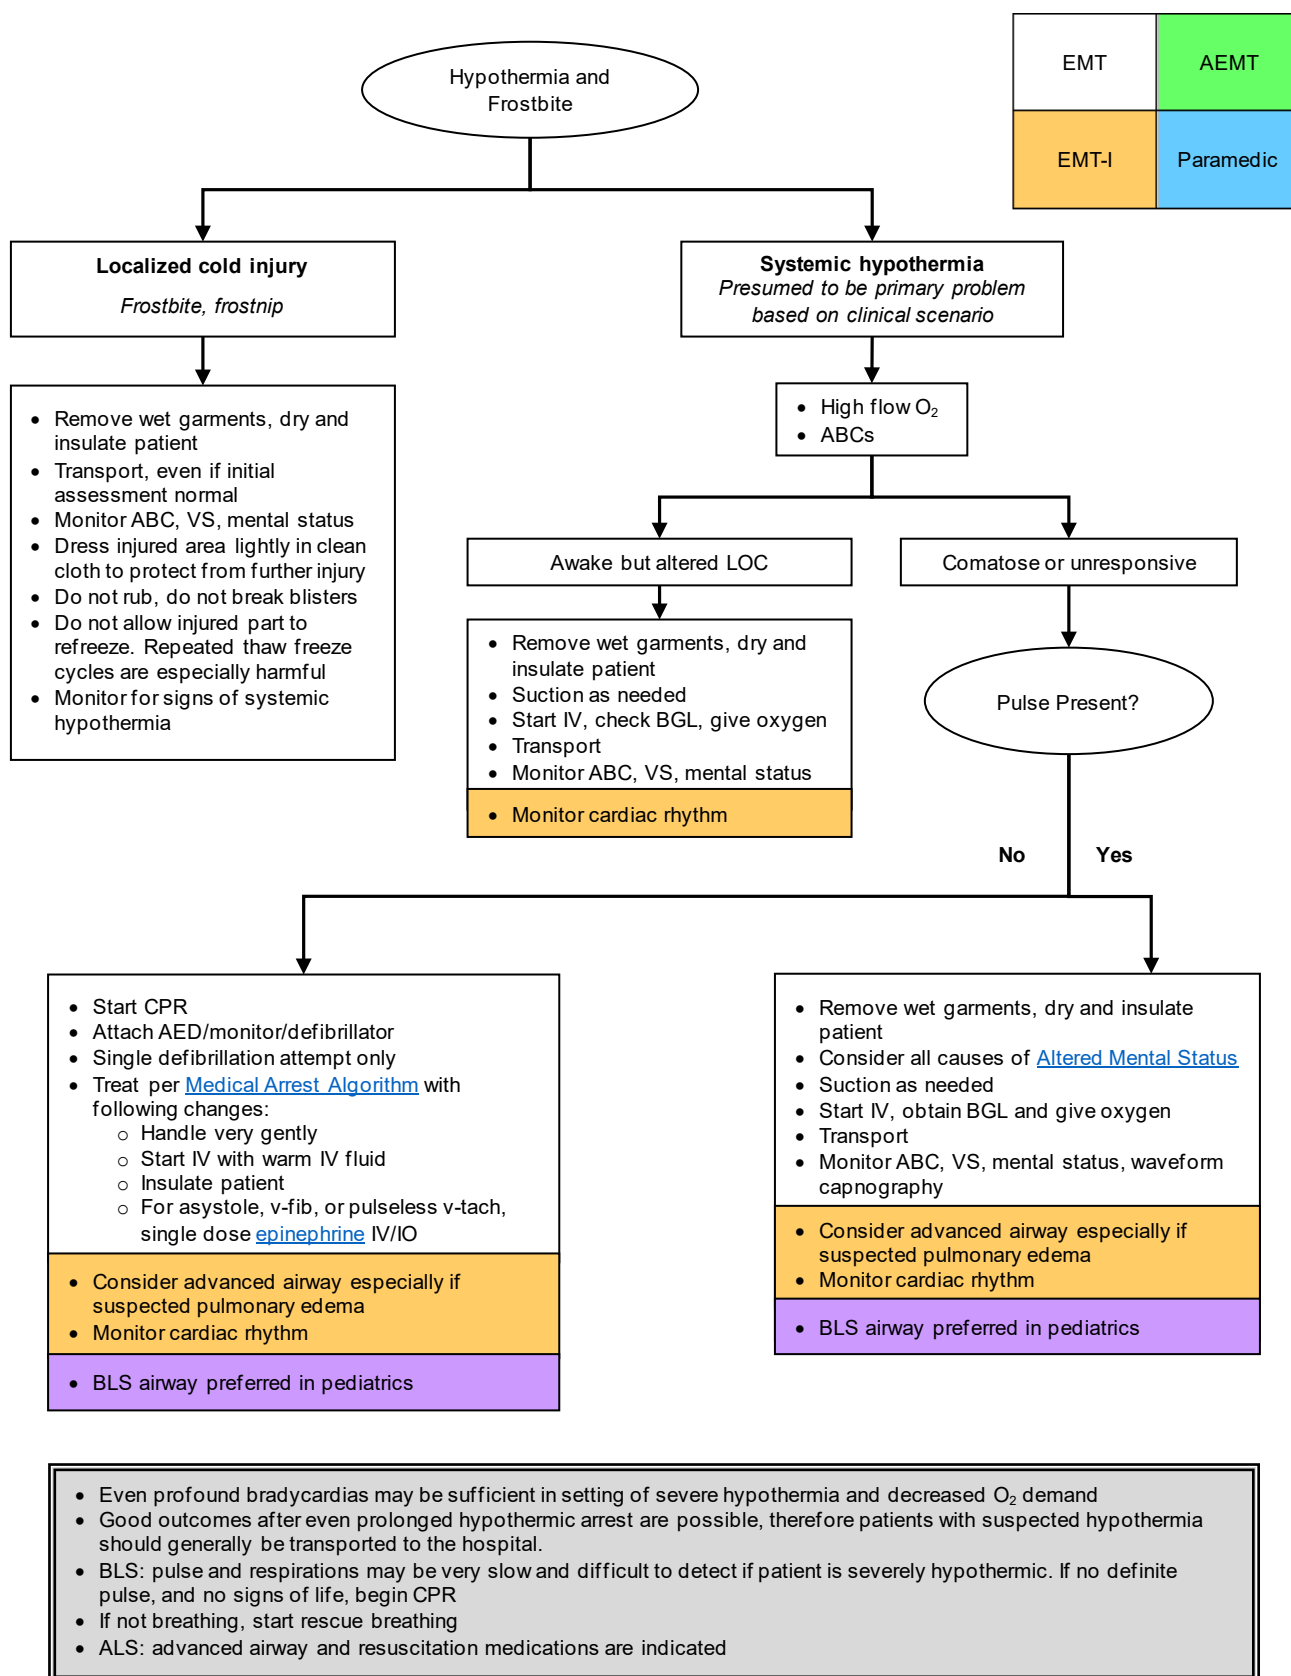 Hypothermia and
Frostbite
EMT
AEMT
EMT-I
Paramedic
Localized cold injury
Frostbite, frostnip
Systemic hypothermia
Presumed to be primary problem
based on clinical scenario
• Remove wet garments, dry and
insulate patient
• Transport, even if initial
assessment normal
• Monitor ABC, VS, mental status
• Dress injured area lightly in clean
cloth to protect from further injury
• Do not rub, do not break blisters
• Do not allow injured part to
refreeze. Repeated thaw freeze
cycles are especially harmful
• Monitor for signs of systemic
hypothermia
• High flow O₂
• ABCs
Awake but altered LOC
Comatose or unresponsive
• Remove wet garments, dry and
insulate patient
• Suction as needed
• Start IV, check BGL, give oxygen
• Transport
• Monitor ABC, VS, mental status
• Monitor cardiac rhythm
Pulse Present?
No
Yes
• Start CPR
• Attach AED/monitor/defibrillator
• Single defibrillation attempt only
• Treat per Medical Arrest Algorithm with
following changes:
o Handle very gently
o Start IV with warm IV fluid
o Insulate patient
o For asystole, v-fib, or pulseless v-tach,
single dose epinephrine IV/IO
• Consider advanced airway especially if
suspected pulmonary edema
• Monitor cardiac rhythm
• BLS airway preferred in pediatrics
• Remove wet garments, dry and insulate
patient
• Consider all causes of Altered Mental Status
• Suction as needed
• Start IV, obtain BGL and give oxygen
• Transport
• Monitor ABC, VS, mental status, waveform
capnography
• Consider advanced airway especially if
suspected pulmonary edema
• Monitor cardiac rhythm
• BLS airway preferred in pediatrics
• Even profound bradycardias may be sufficient in setting of severe hypothermia and decreased O₂ demand
• Good outcomes after even prolonged hypothermic arrest are possible, therefore patients with suspected hypothermia
should generally be transported to the hospital.
• BLS: pulse and respirations may be very slow and difficult to detect if patient is severely hypothermic. If no definite
pulse, and no signs of life, begin CPR
• If not breathing, start rescue breathing
• ALS: advanced airway and resuscitation medications are indicated